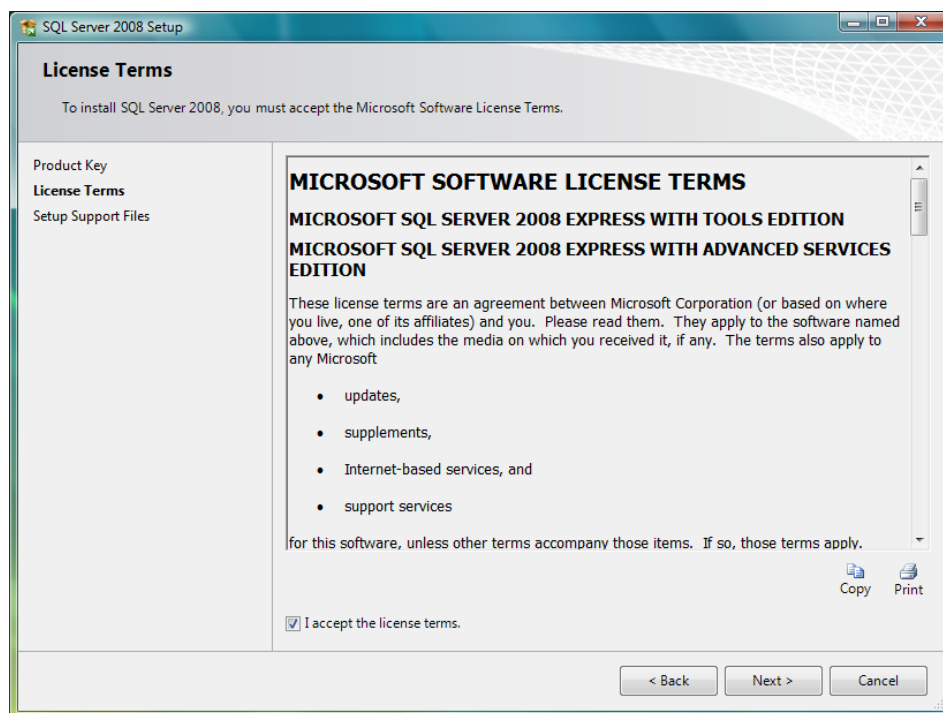 SQL Server 2008 Setup
License Terms
To install SQL Server 2008, you must accept the Microsoft Software License Terms.
Product Key
License Terms
Setup Support Files
MICROSOFT SOFTWARE LICENSE TERMS
MICROSOFT SQL SERVER 2008 EXPRESS WITH TOOLS EDITION
MICROSOFT SQL SERVER 2008 EXPRESS WITH ADVANCED SERVICES
EDITION
These license terms are an agreement between Microsoft Corporation (or based on where
you live, one of its affiliates) and you.  Please read them.  They apply to the software named
above, which includes the media on which you received it, if any.  The terms also apply to
any Microsoft
• updates,
• supplements,
• Internet-based services, and
• support services
for this software, unless other terms accompany those items.  If so, those terms apply.
Copy Print
I accept the license terms.
< Back Next > Cancel